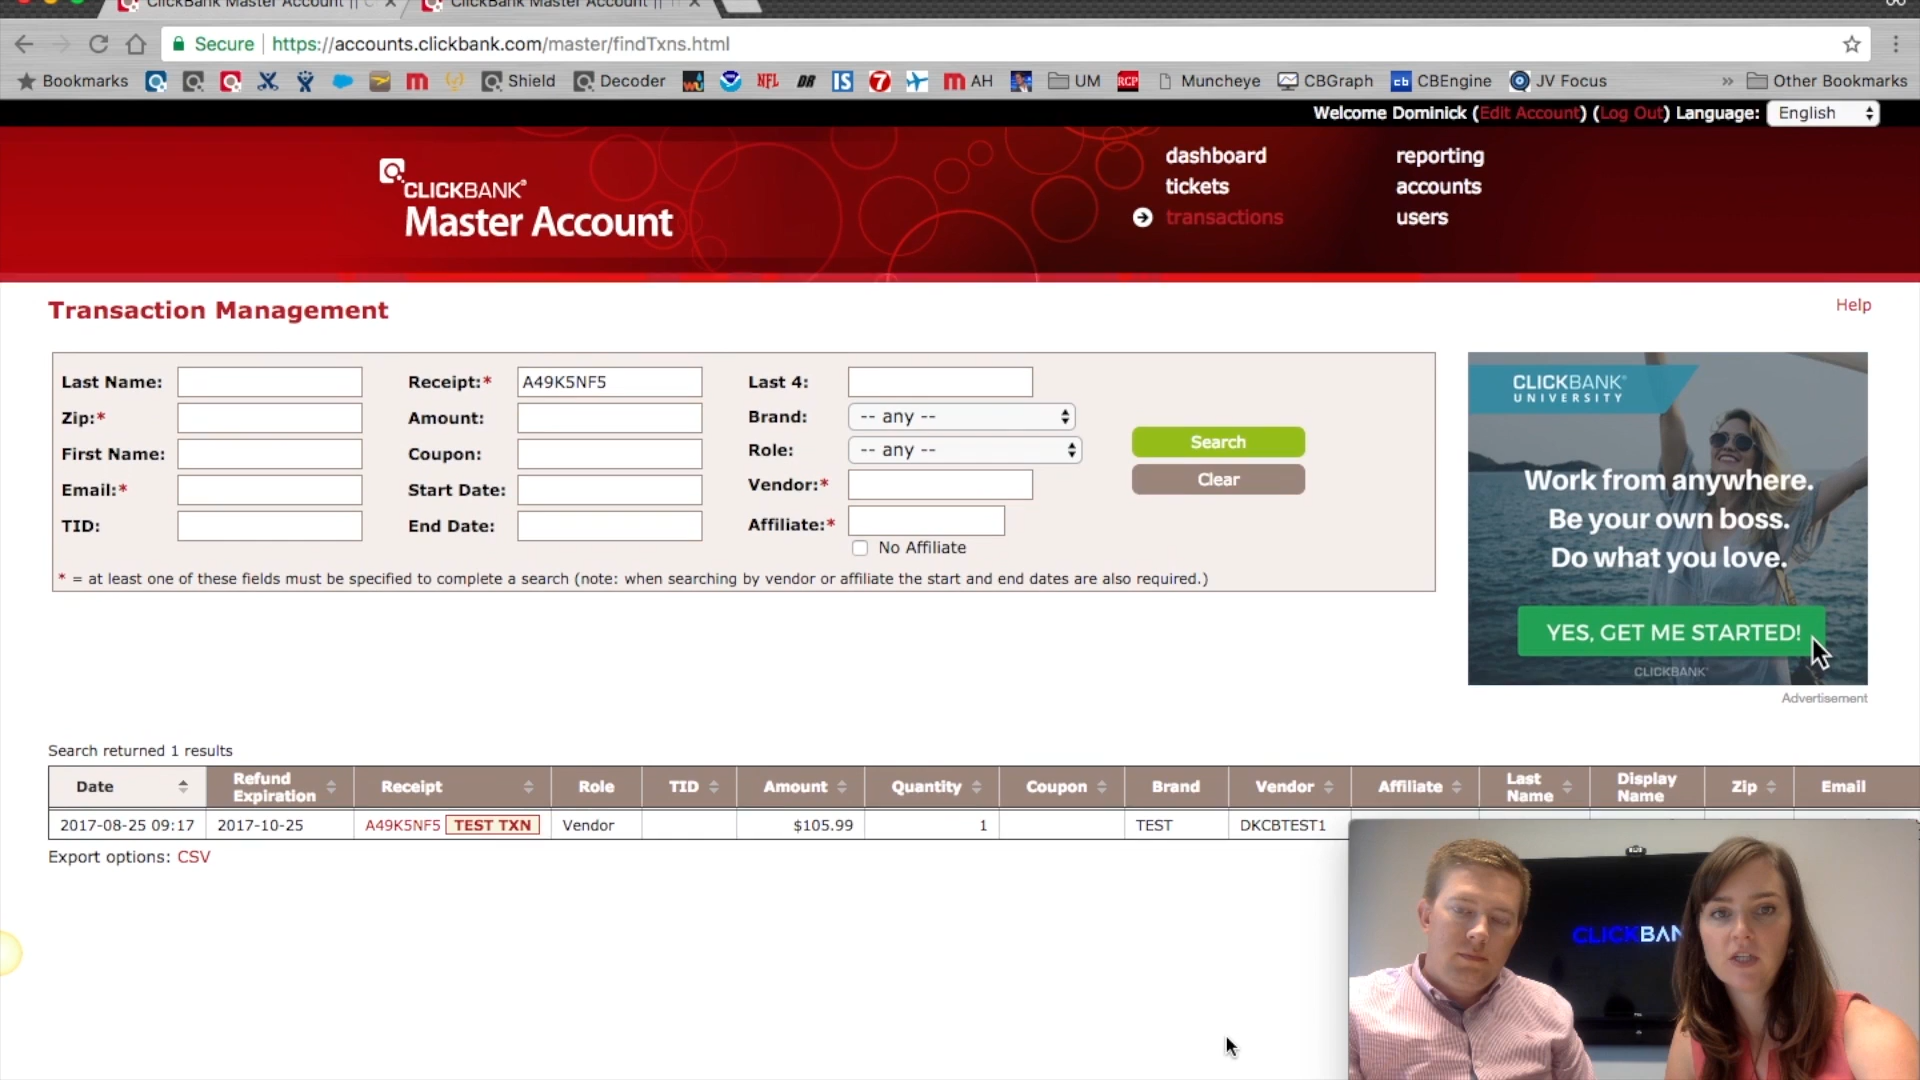 ClickBank Master Account ||
ClickBank Master Account ||
Secure
https://accounts.clickbank.com/master/findTxns.html
Bookmarks Shield Decoder NFL DR IS 7 AH UM RCP Muncheye CBGraph cb CBEngine JV Focus » Other Bookmarks
Welcome Dominick (Edit Account) (Log Out) Language: English
CLICKBANK®
Master Account
dashboard
reporting
tickets
accounts
transactions
users
Transaction Management
Help
Last Name:
Receipt:* A49K5NF5
Last 4:
Zip:*
Amount:
Brand: -- any --
First Name:
Coupon:
Role: -- any --
Email:*
Start Date:
Vendor:*
TID:
End Date:
Affiliate:*
No Affiliate
Search
Clear
* = at least one of these fields must be specified to complete a search (note: when searching by vendor or affiliate the start and end dates are also required.)
CLICKBANK®
UNIVERSITY
Work from anywhere.
Be your own boss.
Do what you love.
YES, GET ME STARTED!
CLICKBANK®
Advertisement
Search returned 1 results
Date Refund Expiration Receipt Role TID Amount Quantity Coupon Brand Vendor Affiliate Last Name Display Name Zip Email
2017-08-25 09:17 2017-10-25 A49K5NF5 TEST TXN Vendor $105.99 1 TEST DKCBTEST1
Export options: CSV
CLICKBAN